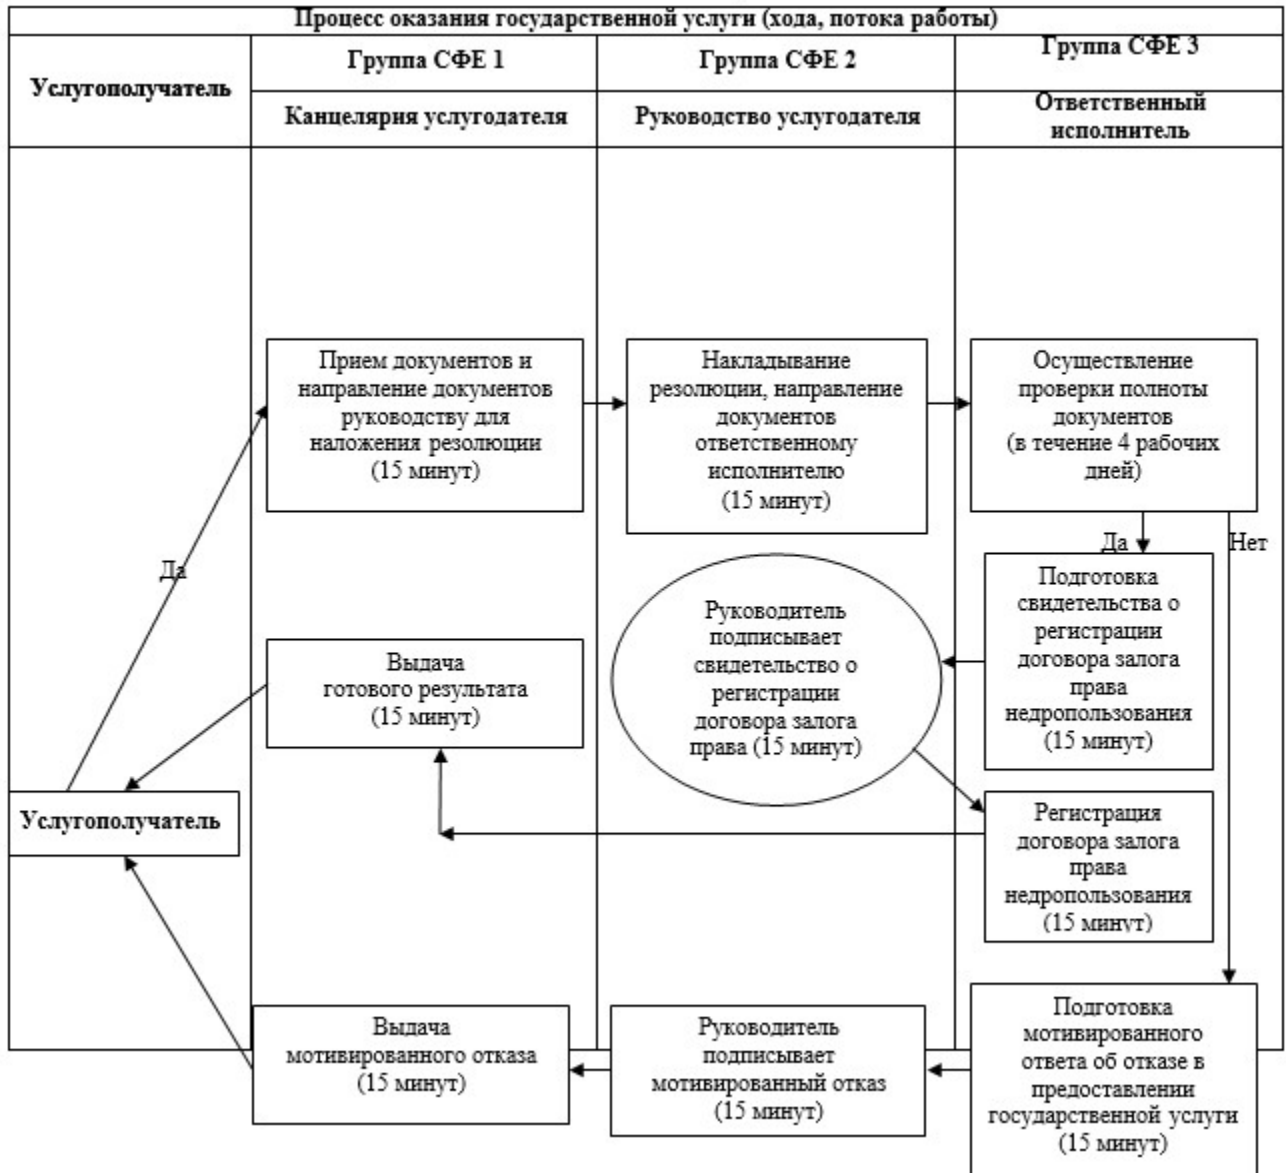 Процесс оказания государственной услуги (хода, потока работы)
Услугополучатель
Группа СФЕ 1
Группа СФЕ 2
Группа СФЕ 3
Канцелярия услугодателя
Руководство услугодателя
Ответственный
исполнитель
Прием документов и
направление документов
руководству для
наложения резолюции
(15 минут)
Накладывание
резолюции, направление
документов
ответственному
исполнителю
(15 минут)
Осуществление
проверки полноты
документов
(в течение 4 рабочих
дней)
Да
Да
Нет
Подготовка
свидетельства о
регистрации
договора залога
права
недропользования
(15 минут)
Руководитель
подписывает
свидетельство о
регистрации
договора залога
права (15 минут)
Выдача
готового результата
(15 минут)
Услугополучатель
Регистрация
договора залога
права
недропользования
(15 минут)
Выдача
мотивированного отказа
(15 минут)
Руководитель
подписывает
мотивированный отказ
(15 минут)
Подготовка
мотивированного
ответа об отказе в
предоставлении
государственной услуги
(15 минут)